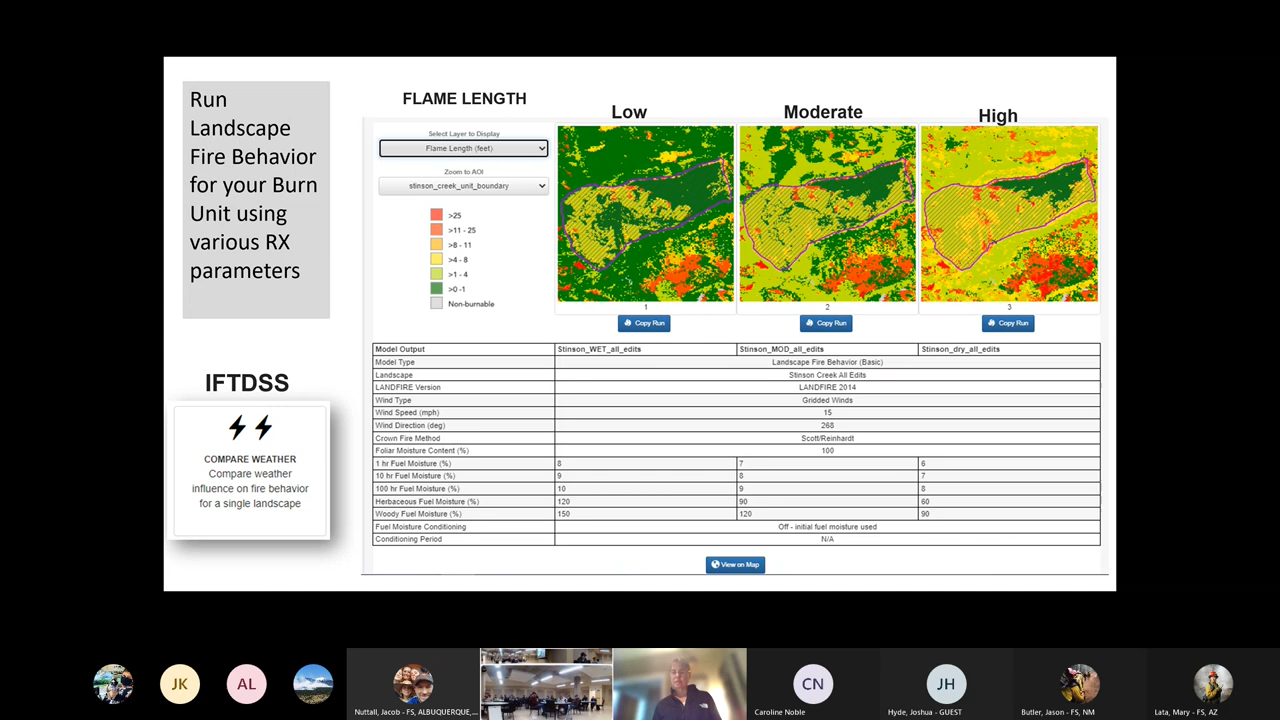 Run
Landscape
Fire Behavior
for your Burn
Unit using
various RX
parameters
IFTDSS
COMPARE WEATHER
Compare weather
influence on fire behavior
for a single landscape
FLAME LENGTH
Low
Moderate
High
Select Layer to Display
Flame Length (feet)
Zoom to AOI
stinson_creek_unit_boundary
>25
>11 - 25
>8 - 11
>4 - 8
>1 - 4
>0 -1
Non-burnable
1
2
3
Copy Run
Copy Run
Copy Run
Model Output Stinson_WET_all_edits Stinson_MOD_all_edits Stinson_dry_all_edits
Model Type Landscape Fire Behavior (Basic)
Landscape Stinson Creek All Edits
LANDFIRE Version LANDFIRE 2014
Wind Type Gridded Winds
Wind Speed (mph) 15
Wind Direction (deg) 268
Crown Fire Method Scott/Reinhardt
Foliar Moisture Content (%) 100
1 hr Fuel Moisture (%) 8 7 6
10 hr Fuel Moisture (%) 9 8 7
100 hr Fuel Moisture (%) 10 9 8
Herbaceous Fuel Moisture (%) 120 90 60
Woody Fuel Moisture (%) 150 120 90
Fuel Moisture Conditioning Off - initial fuel moisture used
Conditioning Period N/A
View on Map
JK
AL
CN
JH
Nuttall, Jacob - FS, ALBUQUERQUE,...
Caroline Noble
Hyde, Joshua - GUEST
Butler, Jason - FS, NM
Lata, Mary - FS, AZ